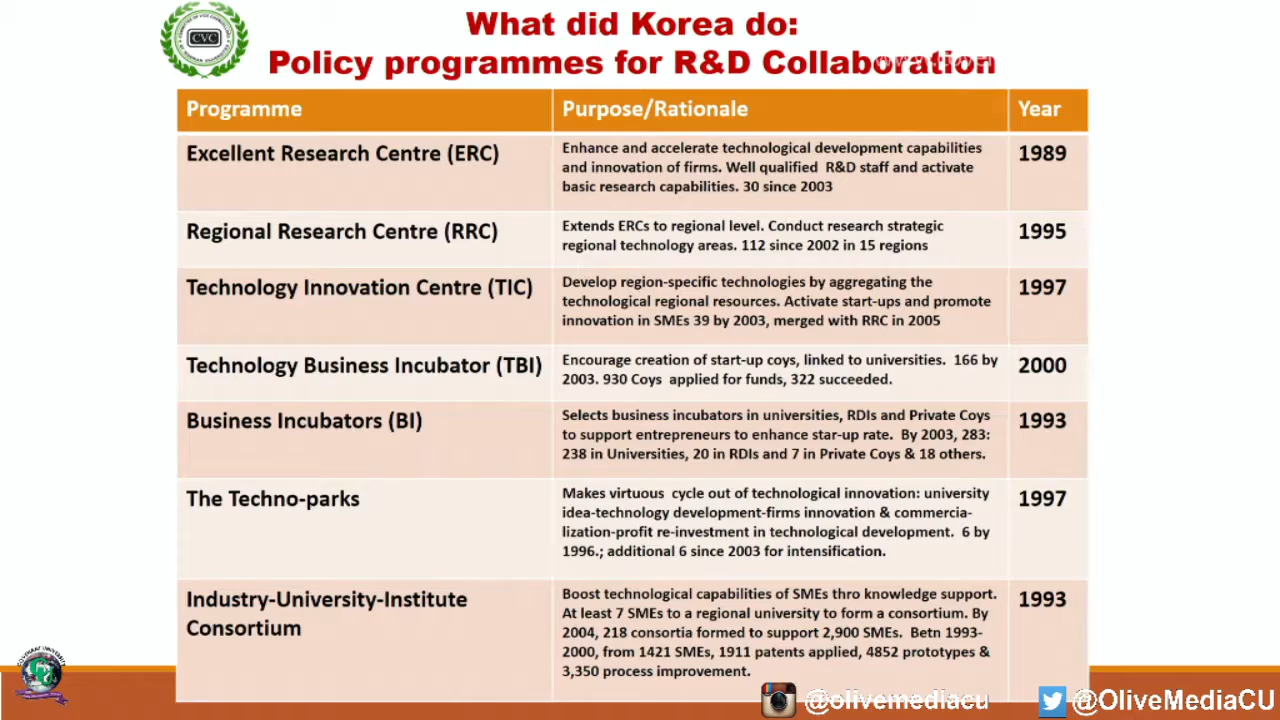 What did Korea do:
Policy programmes for R&D Collaboration
CVC
Programme
Purpose/Rationale
Year
Excellent Research Centre (ERC)
Enhance and accelerate technological development capabilities
and innovation of firms. Well qualified R&D staff and activate
basic research capabilities. 30 since 2003
1989
Regional Research Centre (RRC)
Extends ERCs to regional level. Conduct research strategic
regional technology areas. 112 since 2002 in 15 regions
1995
Technology Innovation Centre (TIC)
Develop region-specific technologies by aggregating the
technological regional resources. Activate start-ups and promote
innovation in SMEs 39 by 2003, merged with RRC in 2005
1997
Technology Business Incubator (TBI)
Encourage creation of start-up coys, linked to universities. 166 by
2003. 930 Coys applied for funds, 322 succeeded.
2000
Business Incubators (BI)
Selects business incubators in universities, RDIs and Private Coys
to support entrepreneurs to enhance star-up rate. By 2003, 283:
238 in Universities, 20 in RDIs and 7 in Private Coys & 18 others.
1993
The Techno-parks
Makes virtuous cycle out of technological innovation: university
idea-technology development-firms innovation & commercia-
lization-profit re-investment in technological development. 6 by
1996.; additional 6 since 2003 for intensification.
1997
Industry-University-Institute
Consortium
Boost technological capabilities of SMEs thro knowledge support.
At least 7 SMEs to a regional university to form a consortium. By
2004, 218 consortia formed to support 2,900 SMEs. Betn 1993-
2000, from 1421 SMEs, 1911 patents applied, 4852 prototypes &
3,350 process improvement.
1993
COVENANT UNIVERSITY
@olivemediacu
@OliveMediaCU